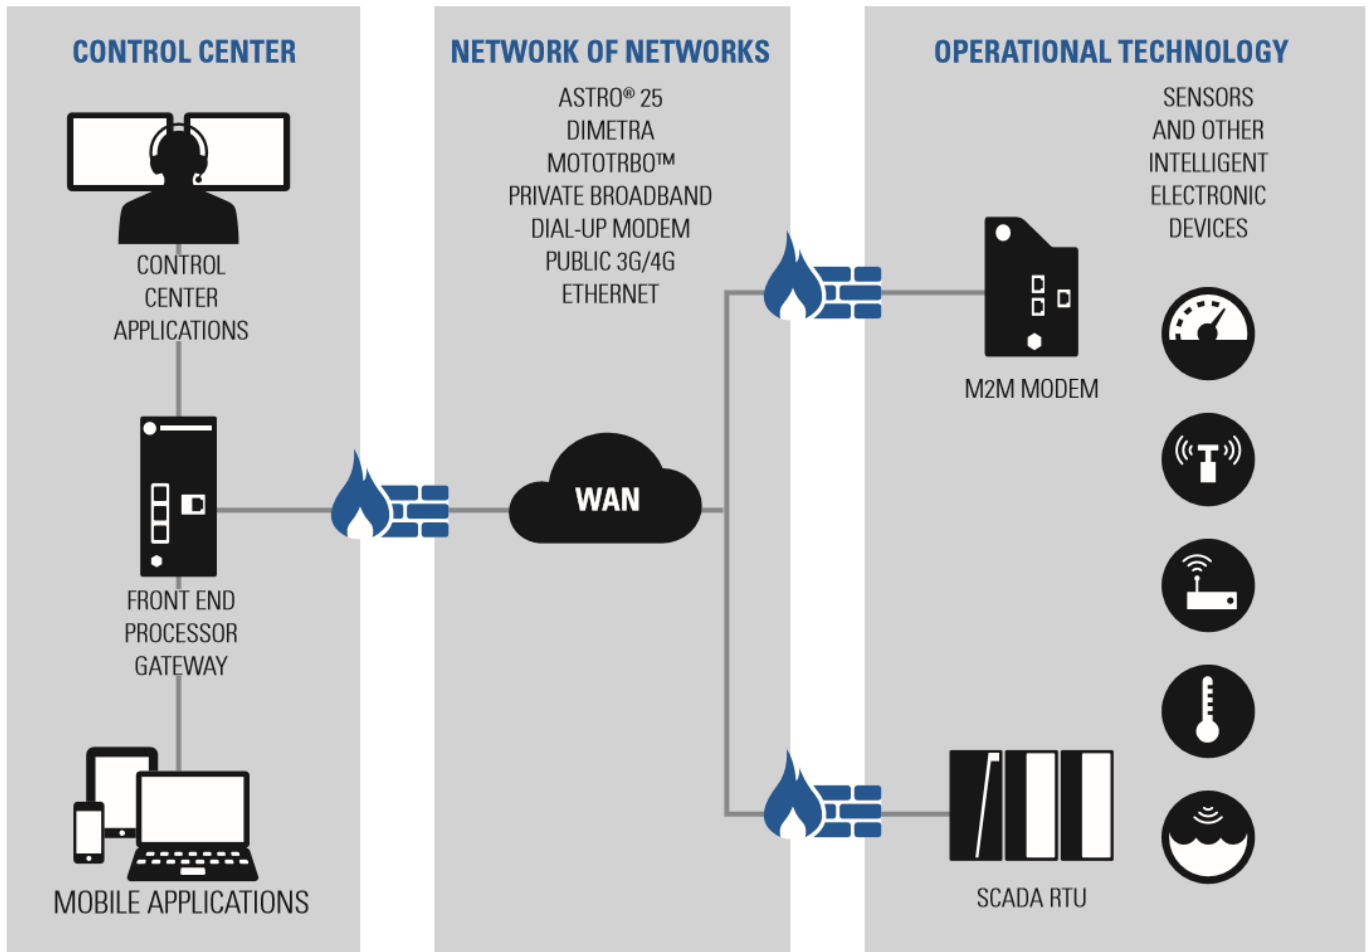 CONTROL CENTER
CONTROL
CENTER
APPLICATIONS
FRONT END
PROCESSOR
GATEWAY
MOBILE APPLICATIONS
NETWORK OF NETWORKS
ASTRO® 25
DIMETRA
MOTOTRBO™
PRIVATE BROADBAND
DIAL-UP MODEM
PUBLIC 3G/4G
ETHERNET
WAN
OPERATIONAL TECHNOLOGY
SENSORS
AND OTHER
INTELLIGENT
ELECTRONIC
DEVICES
M2M MODEM
SCADA RTU